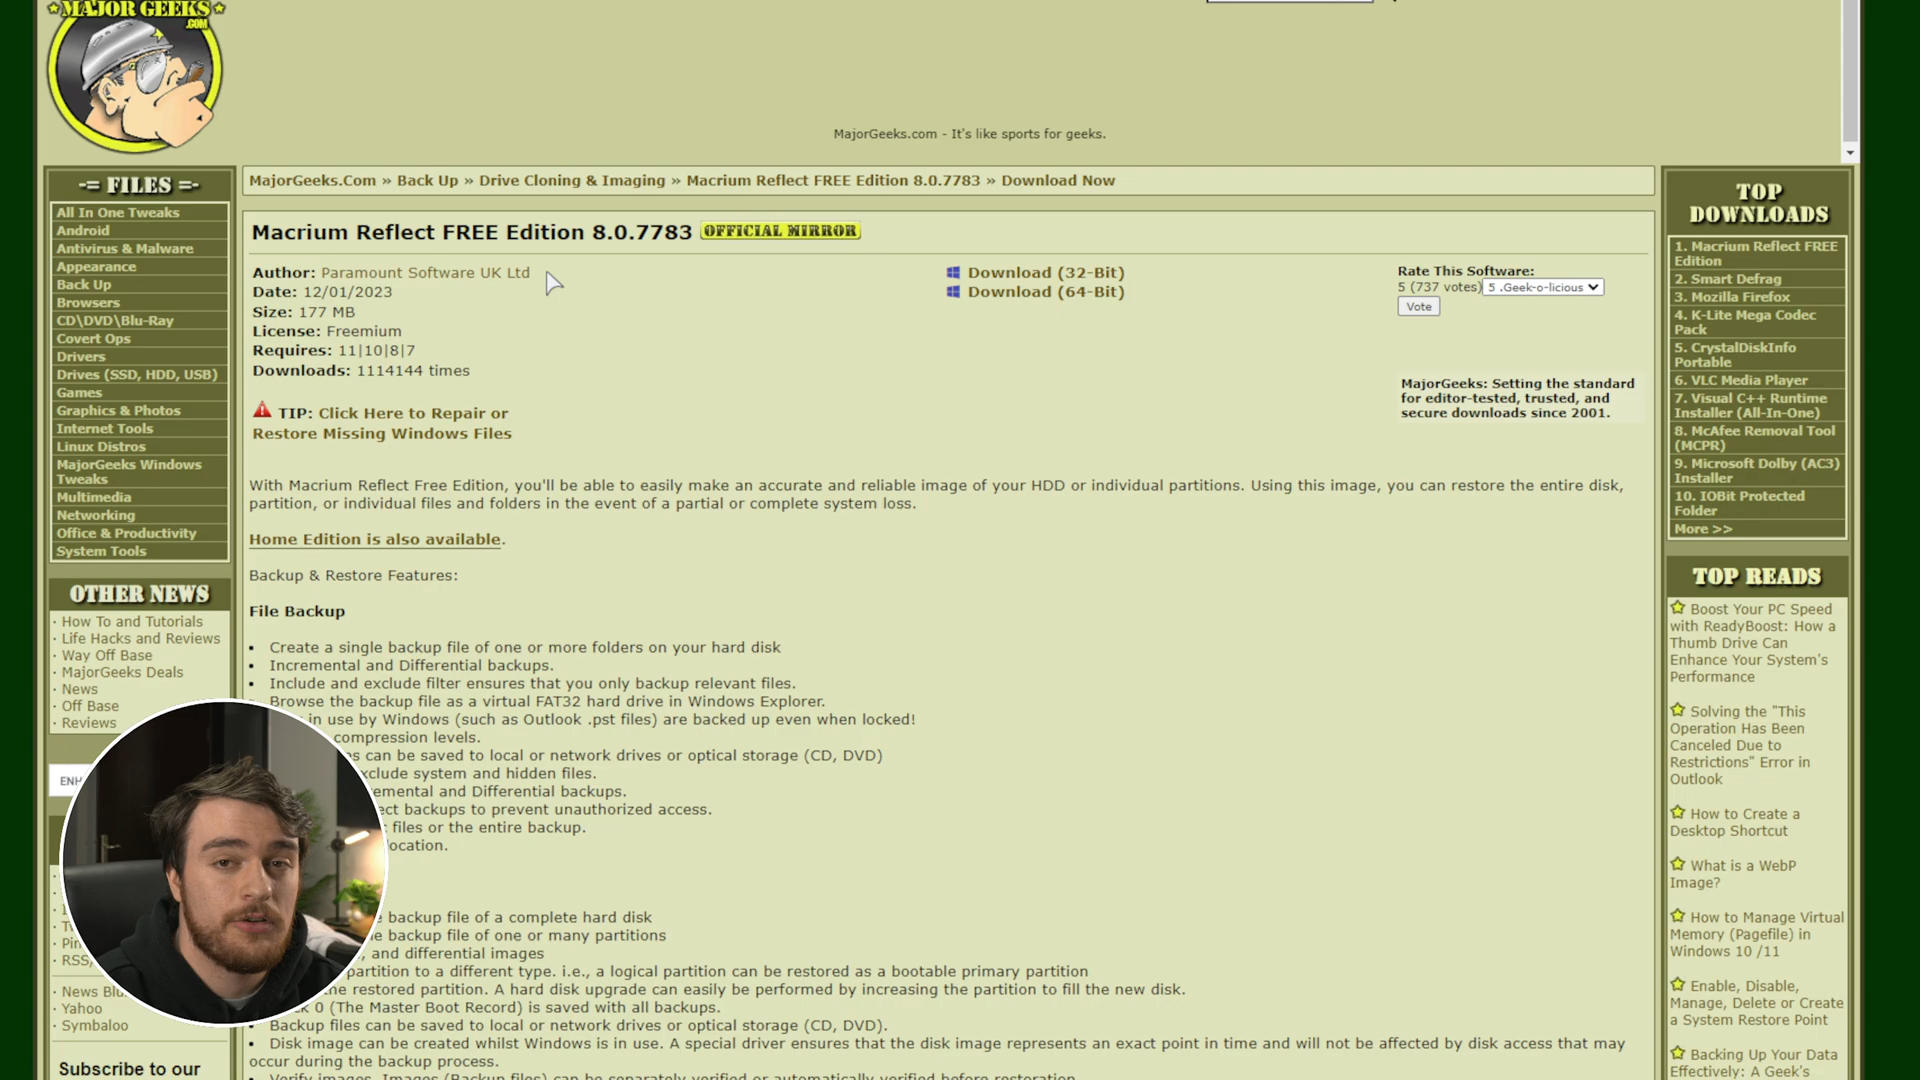 MAJOR GEEKS
.COM
MajorGeeks.com - It's like sports for geeks.
-= FILES =-
All In One Tweaks
Android
Antivirus & Malware
Appearance
Back Up
Browsers
CD\DVD\Blu-Ray
Covert Ops
Drivers
Drives (SSD, HDD, USB)
Games
Graphics & Photos
Internet Tools
Linux Distros
MajorGeeks Windows
Tweaks
Multimedia
Networking
Office & Productivity
System Tools
OTHER NEWS
· How To and Tutorials
· Life Hacks and Reviews
· Way Off Base
· MajorGeeks Deals
· News
· Off Base
· Reviews
· Yahoo
· Symbaloo
Subscribe to our
MajorGeeks.Com » Back Up » Drive Cloning & Imaging » Macrium Reflect FREE Edition 8.0.7783 » Download Now
Macrium Reflect FREE Edition 8.0.7783 OFFICIAL MIRROR
Author: Paramount Software UK Ltd
Date: 12/01/2023
Size: 177 MB
License: Freemium
Requires: 11|10|8|7
Downloads: 1114144 times
TIP: Click Here to Repair or
Restore Missing Windows Files
Download (32-Bit)
Download (64-Bit)
Rate This Software:
5 (737 votes) 5 .Geek-o-licious
Vote
MajorGeeks: Setting the standard
for editor-tested, trusted, and
secure downloads since 2001.
With Macrium Reflect Free Edition, you'll be able to easily make an accurate and reliable image of your HDD or individual partitions. Using this image, you can restore the entire disk,
partition, or individual files and folders in the event of a partial or complete system loss.
Home Edition is also available.
Backup & Restore Features:
File Backup
• Create a single backup file of one or more folders on your hard disk
• Incremental and Differential backups.
• Include and exclude filter ensures that you only backup relevant files.
Browse the backup file as a virtual FAT32 hard drive in Windows Explorer.
in use by Windows (such as Outlook .pst files) are backed up even when locked!
compression levels.
can be saved to local or network drives or optical storage (CD, DVD)
exclude system and hidden files.
Differential backups.
backups to prevent unauthorized access.
files or the entire backup.
backup file of a complete hard disk
backup file of one or many partitions
and differential images
partition to a different type. i.e., a logical partition can be restored as a bootable primary partition
the restored partition. A hard disk upgrade can easily be performed by increasing the partition to fill the new disk.
0 (The Master Boot Record) is saved with all backups.
Backup files can be saved to local or network drives or optical storage (CD, DVD).
• Disk image can be created whilst Windows is in use. A special driver ensures that the disk image represents an exact point in time and will not be affected by disk access that may
occur during the backup process.
Verify images. Images (Backup files) can be separately verified or automatically verified before restoration
TOP
DOWNLOADS
1. Macrium Reflect FREE
Edition
2. Smart Defrag
3. Mozilla Firefox
4. K-Lite Mega Codec
Pack
5. CrystalDiskInfo
Portable
6. VLC Media Player
7. Visual C++ Runtime
Installer (All-In-One)
8. McAfee Removal Tool
(MCPR)
9. Microsoft Dolby (AC3)
Installer
10. IOBit Protected
Folder
More >>
TOP READS
Boost Your PC Speed
with ReadyBoost: How a
Thumb Drive Can
Enhance Your System's
Performance
Solving the "This
Operation Has Been
Canceled Due to
Restrictions" Error in
Outlook
How to Create a
Desktop Shortcut
What is a WebP
Image?
How to Manage Virtual
Memory (Pagefile) in
Windows 10 /11
Enable, Disable,
Manage, Delete or Create
a System Restore Point
Backing Up Your Data
Effectively: A Geek's